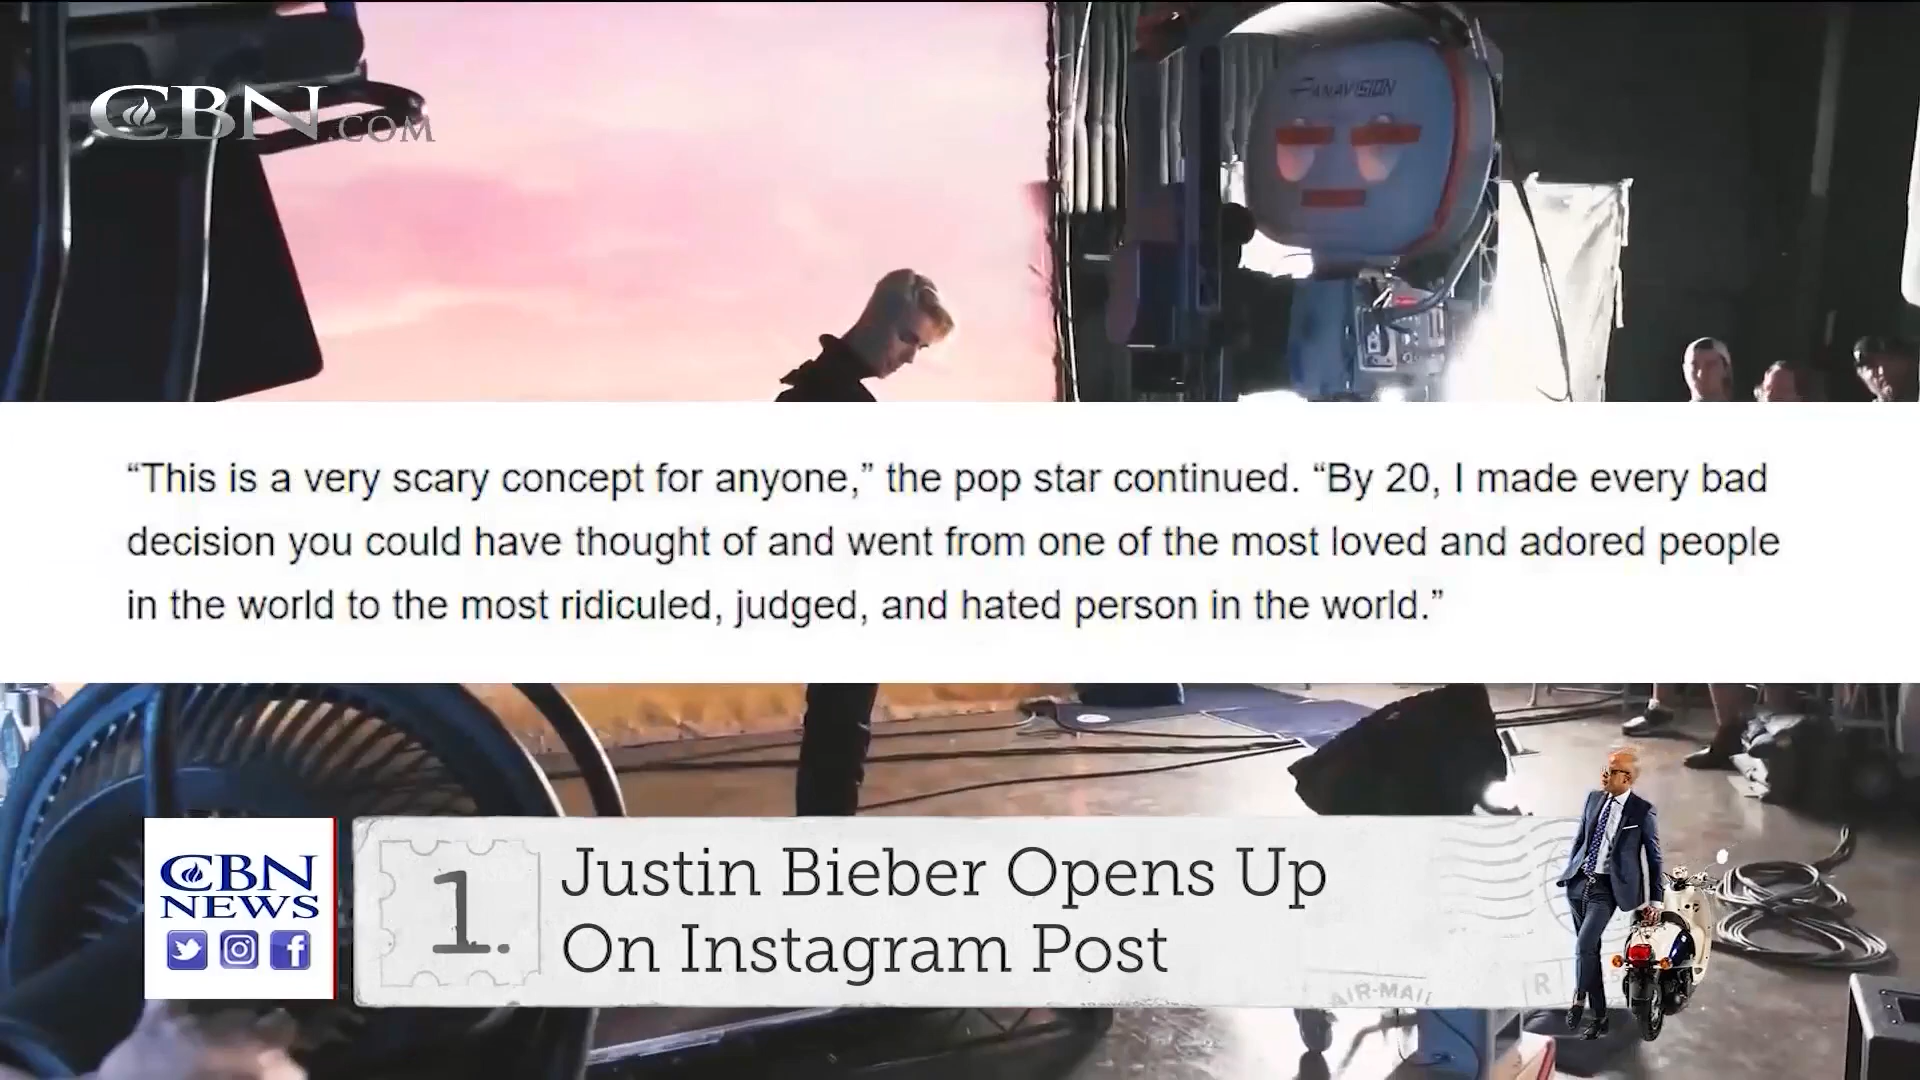 CBN.COM
PANAVISION
“This is a very scary concept for anyone,” the pop star continued. “By 20, I made every bad
decision you could have thought of and went from one of the most loved and adored people
in the world to the most ridiculed, judged, and hated person in the world.”
CBN
NEWS
1.
Justin Bieber Opens Up
On Instagram Post
AIR-MAIL
R